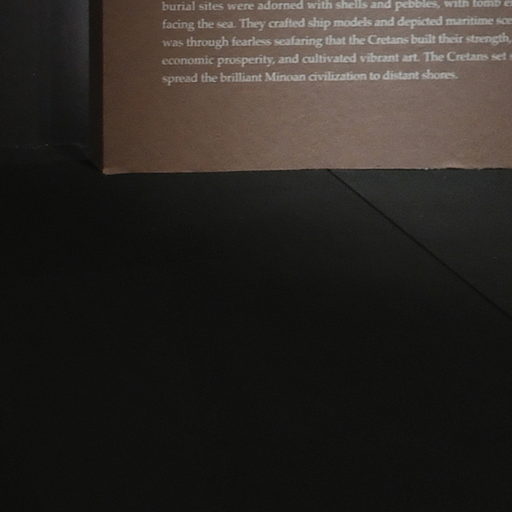 burial sites were adorned with shells and pebbles, with tomb
facing the sea. They crafted ship models and depicted maritime
was through fearless seafaring that the Cretans built their strength,
economic prosperity, and cultivated vibrant art. The Cretans set
spread the brilliant Minoan civilization to distant shores.